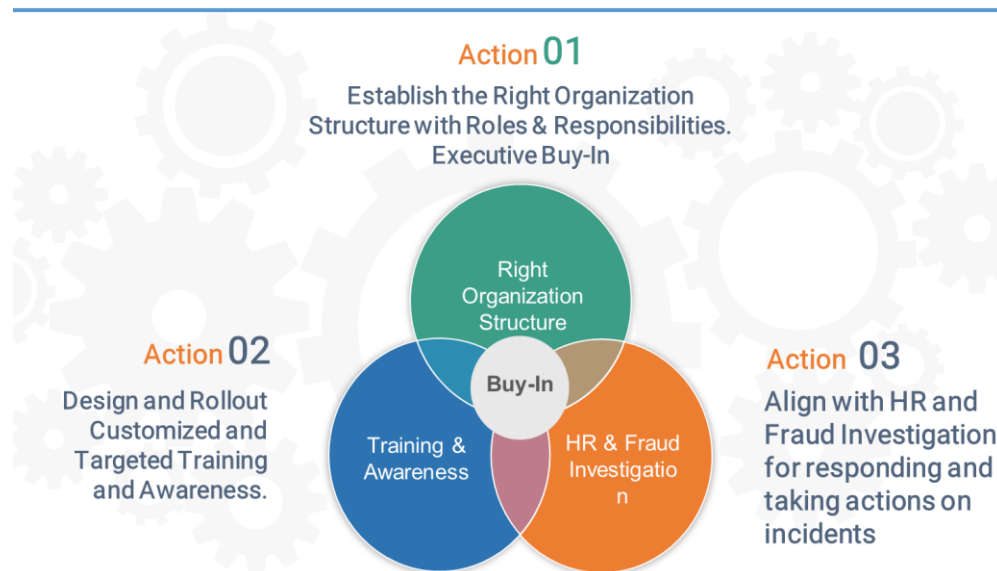 Action 01
Establish the Right Organization
Structure with Roles & Responsibilities.
Executive Buy-In
Right
Organization
Structure
Buy-In
Training &
Awareness
HR & Fraud
Investigatio
n
Action 02
Design and Rollout
Customized and
Targeted Training
and Awareness.
Action 03
Align with HR and
Fraud Investigation
for responding and
taking actions on
incidents